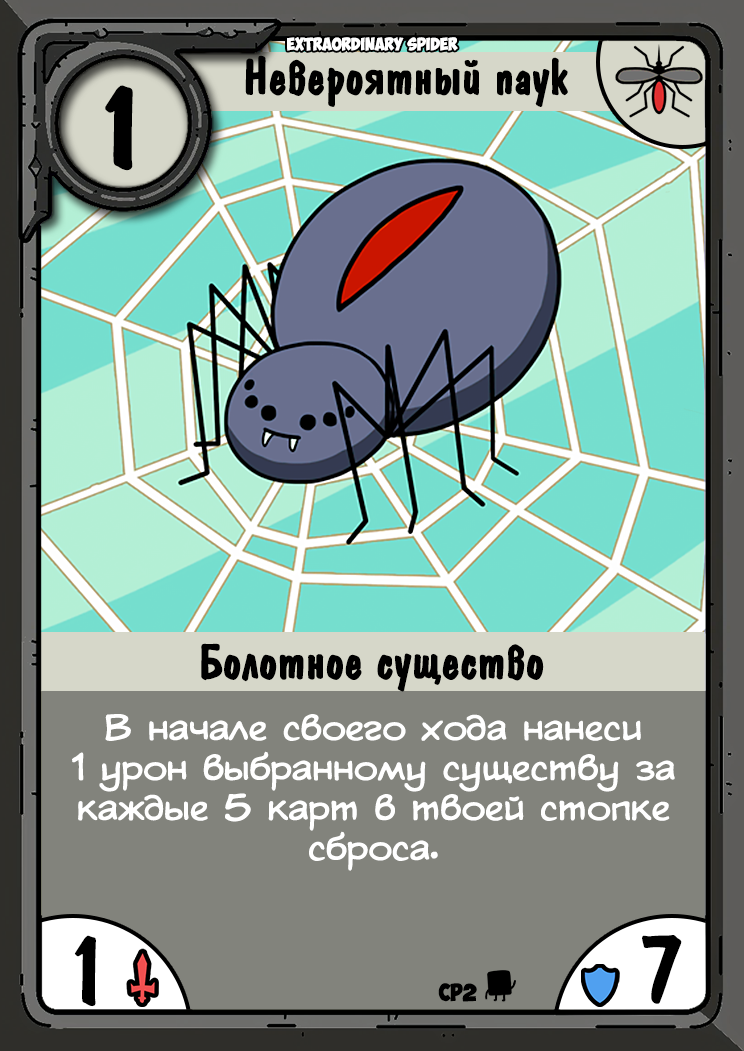 EXTRAORDINARY SPIDER
1
Невероятный паук
Болотное существо
В начале своего хода нанеси
1 урон выбранному существу за
каждые 5 карт в твоей стопке
сброса.
1
CP2
7